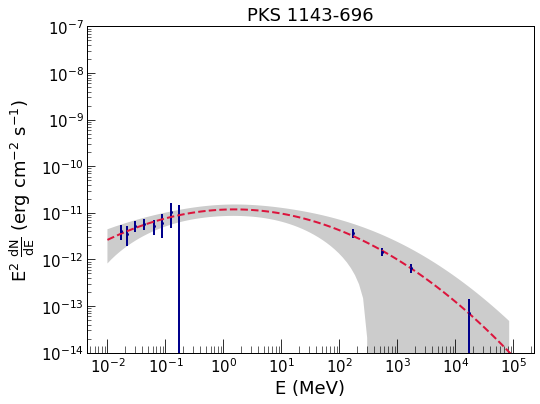 PKS 1143-696
10⁻⁷
10⁻⁸
10⁻⁹
10⁻¹⁰
10⁻¹¹
10⁻¹²
10⁻¹³
10⁻¹⁴
E² dN/dE (erg cm⁻² s⁻¹)
10⁻² 10⁻¹ 10⁰ 10¹ 10² 10³ 10⁴ 10⁵
E (MeV)